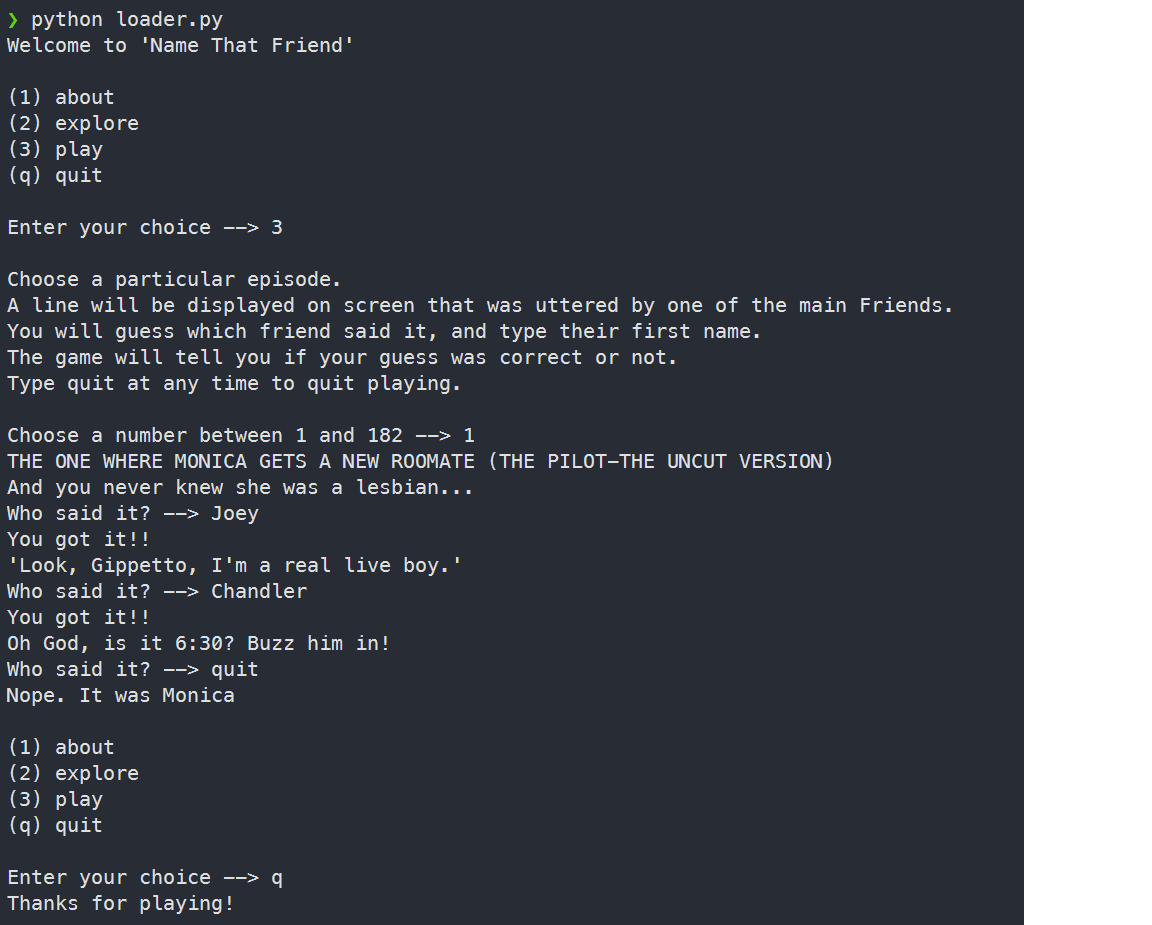 ❯ python loader.py
Welcome to 'Name That Friend'
(1) about
(2) explore
(3) play
(q) quit
Enter your choice --> 3
Choose a particular episode.
A line will be displayed on screen that was uttered by one of the main Friends.
You will guess which friend said it, and type their first name.
The game will tell you if your guess was correct or not.
Type quit at any time to quit playing.
Choose a number between 1 and 182 --> 1
THE ONE WHERE MONICA GETS A NEW ROOMATE (THE PILOT-THE UNCUT VERSION)
And you never knew she was a lesbian...
Who said it? --> Joey
You got it!!
'Look, Gippetto, I'm a real live boy.'
Who said it? --> Chandler
You got it!!
Oh God, is it 6:30? Buzz him in!
Who said it? --> quit
Nope. It was Monica
(1) about
(2) explore
(3) play
(q) quit
Enter your choice --> q
Thanks for playing!